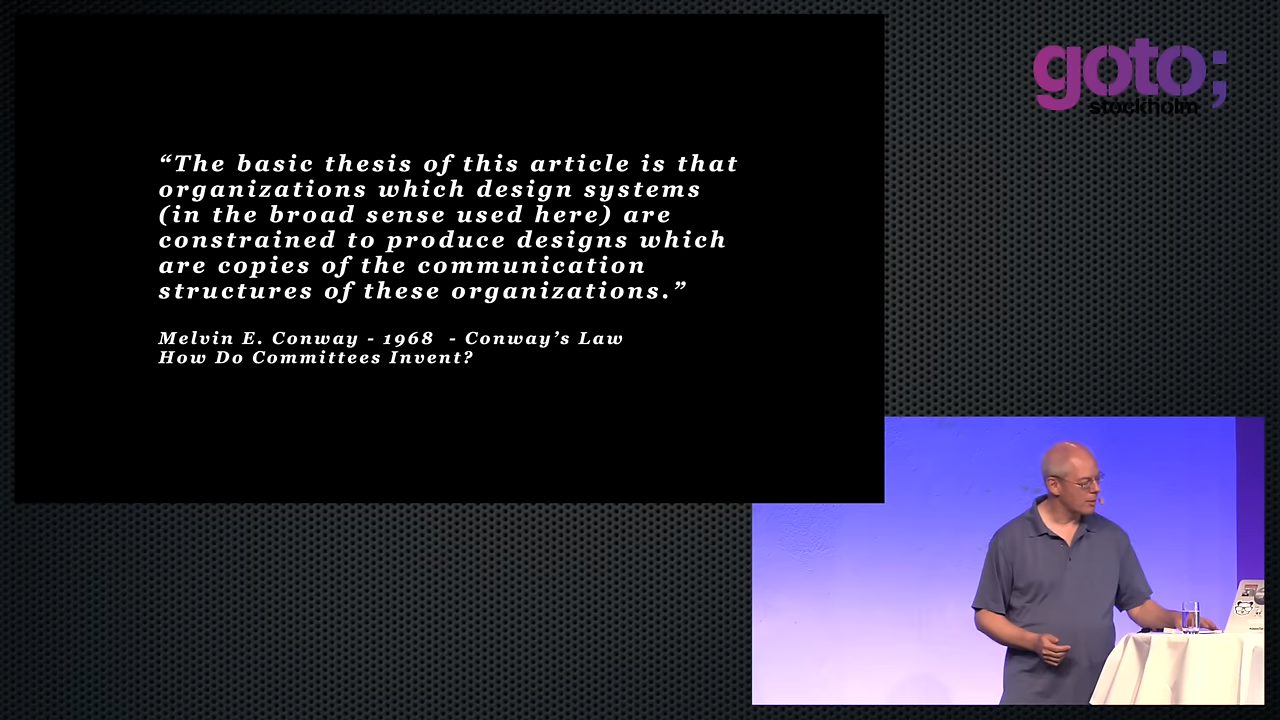 goto;
stockholm
“The basic thesis of this article is that
organizations which design systems
(in the broad sense used here) are
constrained to produce designs which
are copies of the communication
structures of these organizations.”
Melvin E. Conway - 1968 - Conway’s Law
How Do Committees Invent?